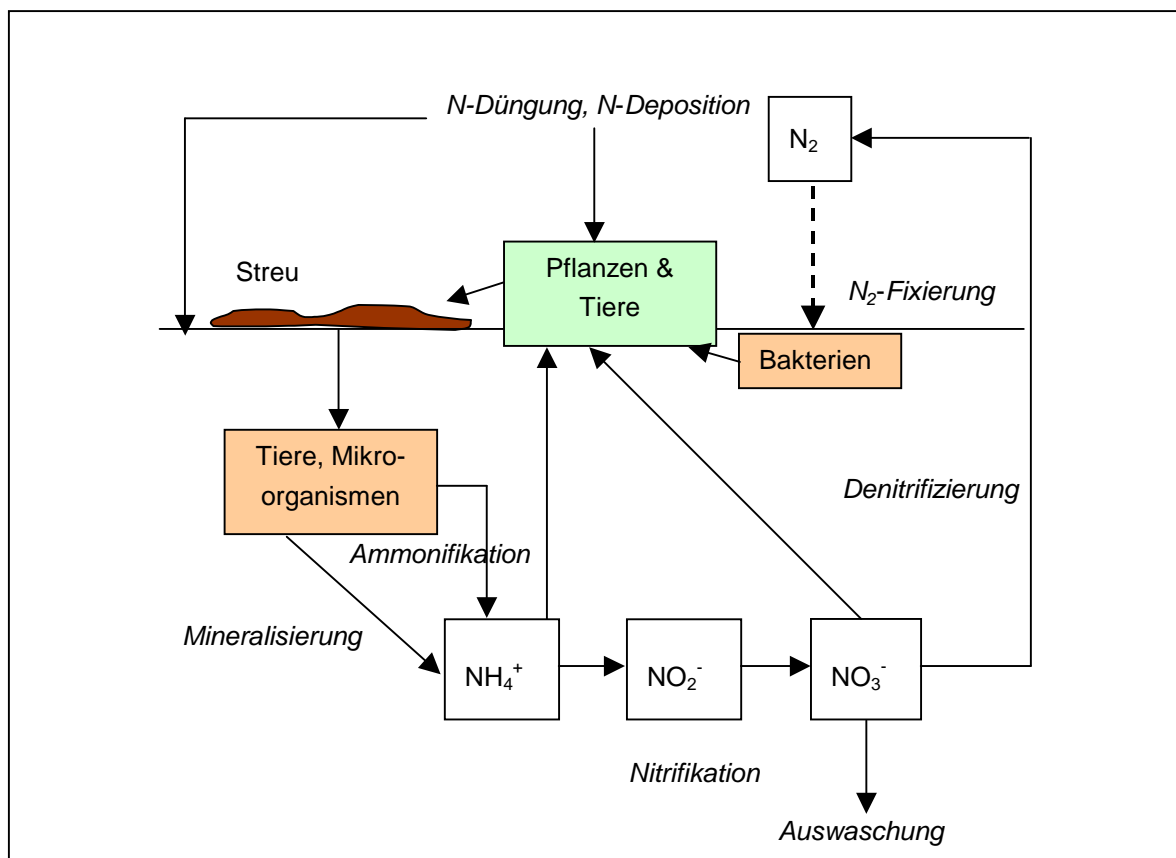 N-Düngung, N-Deposition
N₂
Pflanzen &
Tiere
Streu
N₂-Fixierung
Bakterien
Tiere, Mikro-
organismen
Denitrifizierung
Ammonifikation
Mineralisierung
NH₄⁺
NO₂⁻
NO₃⁻
Nitrifikation
Auswaschung